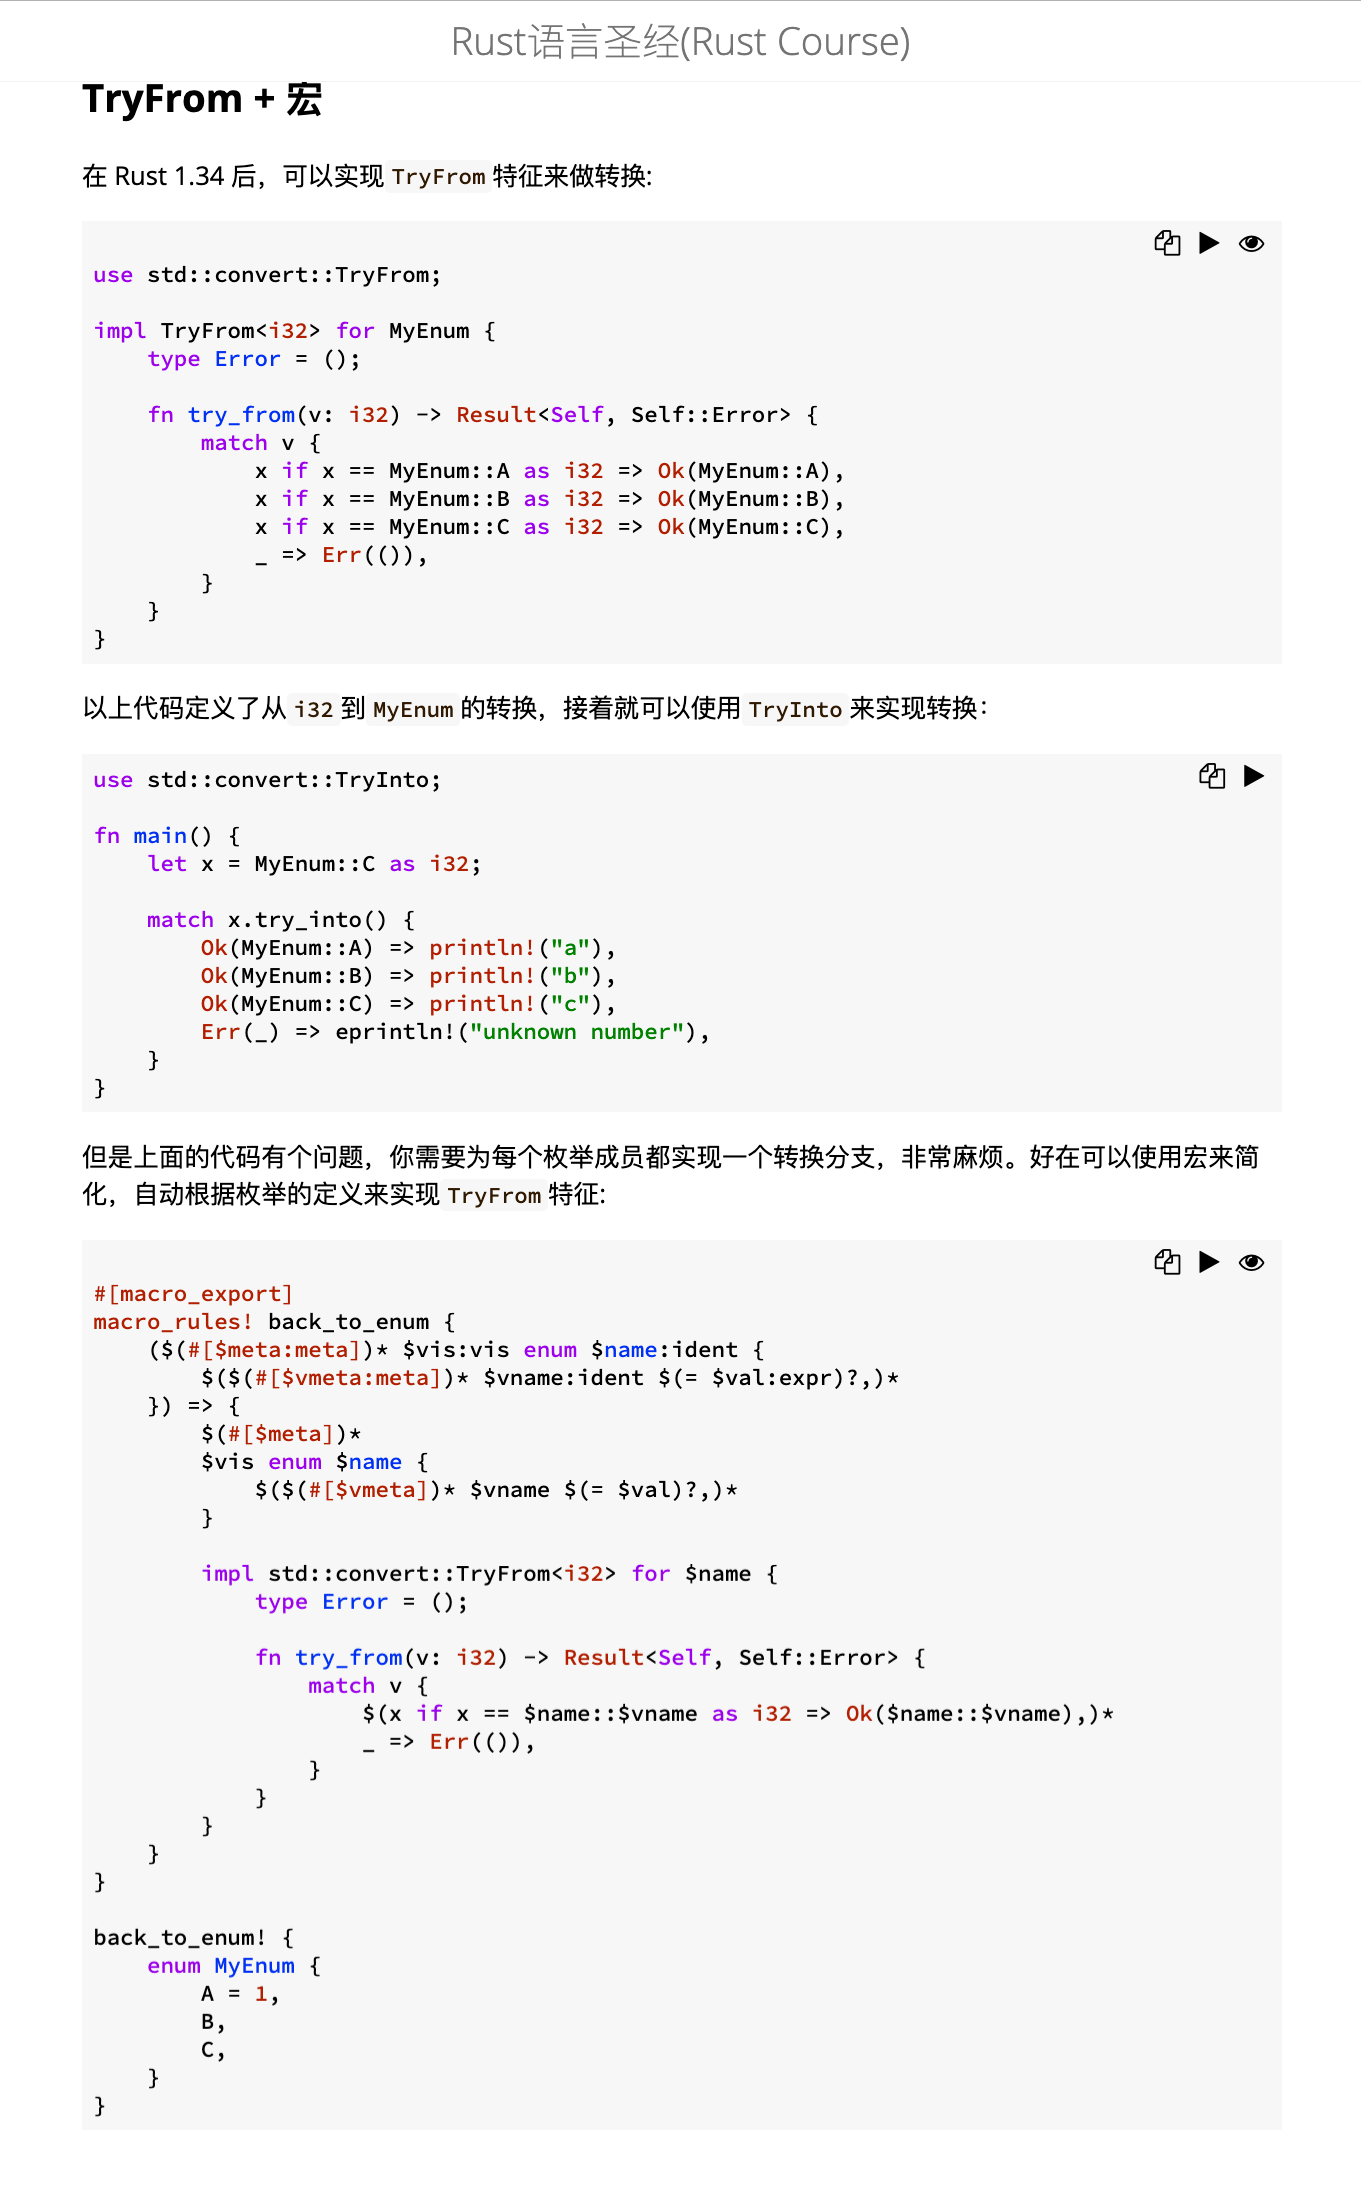 Rust语言圣经(Rust Course)
TryFrom + 宏
在 Rust 1.34 后，可以实现 TryFrom 特征来做转换:
use std::convert::TryFrom;
impl TryFrom<i32> for MyEnum {
    type Error = ();
    fn try_from(v: i32) -> Result<Self, Self::Error> {
        match v {
            x if x == MyEnum::A as i32 => Ok(MyEnum::A),
            x if x == MyEnum::B as i32 => Ok(MyEnum::B),
            x if x == MyEnum::C as i32 => Ok(MyEnum::C),
            _ => Err(()),
        }
    }
}
以上代码定义了从 i32 到 MyEnum 的转换，接着就可以使用 TryInto 来实现转换：
use std::convert::TryInto;
fn main() {
    let x = MyEnum::C as i32;
    match x.try_into() {
        Ok(MyEnum::A) => println!("a"),
        Ok(MyEnum::B) => println!("b"),
        Ok(MyEnum::C) => println!("c"),
        Err(_) => eprintln!("unknown number"),
    }
}
但是上面的代码有个问题，你需要为每个枚举成员都实现一个转换分支，非常麻烦。好在可以使用宏来简
化，自动根据枚举的定义来实现 TryFrom 特征:
#[macro_export]
macro_rules! back_to_enum {
    ($(#[$meta:meta])* $vis:vis enum $name:ident {
        $($(#[$vmeta:meta])* $vname:ident $(= $val:expr)?,)*
    }) => {
        $(#[$meta])*
        $vis enum $name {
            $($(#[$vmeta])* $vname $(= $val)?,)*
        }
        impl std::convert::TryFrom<i32> for $name {
            type Error = ();
            fn try_from(v: i32) -> Result<Self, Self::Error> {
                match v {
                    $(x if x == $name::$vname as i32 => Ok($name::$vname),)*
                    _ => Err(()),
                }
            }
        }
    }
}
back_to_enum! {
    enum MyEnum {
        A = 1,
        B,
        C,
    }
}